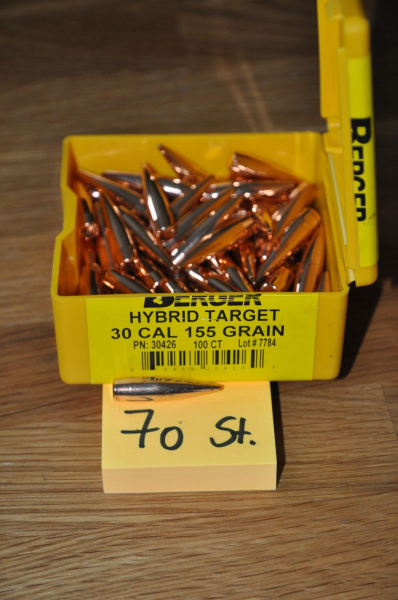 BERGER
BERGER
HYBRID TARGET
30 CAL 155 GRAIN
PN: 30426 100 CT Lot # 7784
70 St.